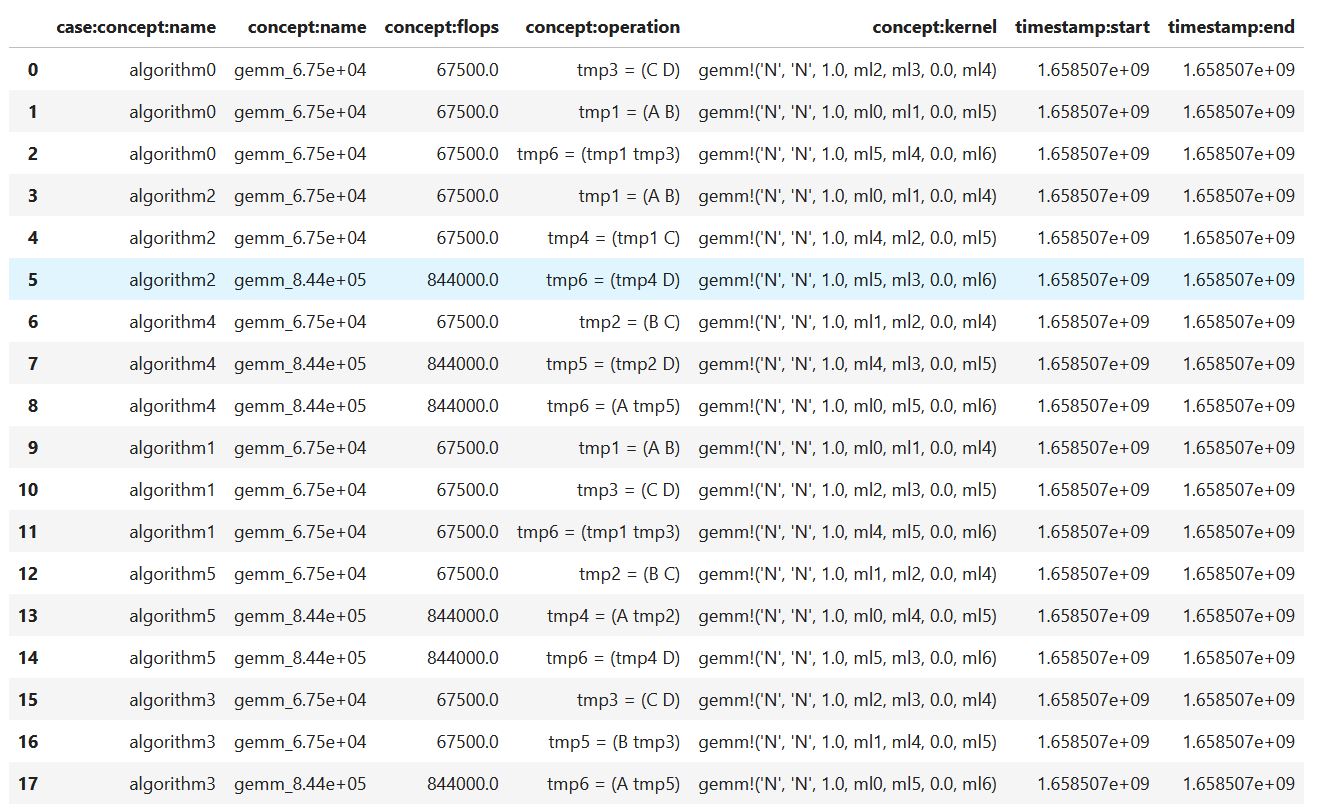 case:concept:name concept:name concept:flops concept:operation concept:kernel timestamp:start timestamp:end
0 algorithm0 gemm_6.75e+04 67500.0 tmp3 = (C D) gemm!('N', 'N', 1.0, ml2, ml3, 0.0, ml4) 1.658507e+09 1.658507e+09
1 algorithm0 gemm_6.75e+04 67500.0 tmp1 = (A B) gemm!('N', 'N', 1.0, ml0, ml1, 0.0, ml5) 1.658507e+09 1.658507e+09
2 algorithm0 gemm_6.75e+04 67500.0 tmp6 = (tmp1 tmp3) gemm!('N', 'N', 1.0, ml5, ml4, 0.0, ml6) 1.658507e+09 1.658507e+09
3 algorithm2 gemm_6.75e+04 67500.0 tmp1 = (A B) gemm!('N', 'N', 1.0, ml0, ml1, 0.0, ml4) 1.658507e+09 1.658507e+09
4 algorithm2 gemm_6.75e+04 67500.0 tmp4 = (tmp1 C) gemm!('N', 'N', 1.0, ml4, ml2, 0.0, ml5) 1.658507e+09 1.658507e+09
5 algorithm2 gemm_8.44e+05 844000.0 tmp6 = (tmp4 D) gemm!('N', 'N', 1.0, ml5, ml3, 0.0, ml6) 1.658507e+09 1.658507e+09
6 algorithm4 gemm_6.75e+04 67500.0 tmp2 = (B C) gemm!('N', 'N', 1.0, ml1, ml2, 0.0, ml4) 1.658507e+09 1.658507e+09
7 algorithm4 gemm_8.44e+05 844000.0 tmp5 = (tmp2 D) gemm!('N', 'N', 1.0, ml4, ml3, 0.0, ml5) 1.658507e+09 1.658507e+09
8 algorithm4 gemm_8.44e+05 844000.0 tmp6 = (A tmp5) gemm!('N', 'N', 1.0, ml0, ml5, 0.0, ml6) 1.658507e+09 1.658507e+09
9 algorithm1 gemm_6.75e+04 67500.0 tmp1 = (A B) gemm!('N', 'N', 1.0, ml0, ml1, 0.0, ml4) 1.658507e+09 1.658507e+09
10 algorithm1 gemm_6.75e+04 67500.0 tmp3 = (C D) gemm!('N', 'N', 1.0, ml2, ml3, 0.0, ml5) 1.658507e+09 1.658507e+09
11 algorithm1 gemm_6.75e+04 67500.0 tmp6 = (tmp1 tmp3) gemm!('N', 'N', 1.0, ml4, ml5, 0.0, ml6) 1.658507e+09 1.658507e+09
12 algorithm5 gemm_6.75e+04 67500.0 tmp2 = (B C) gemm!('N', 'N', 1.0, ml1, ml2, 0.0, ml4) 1.658507e+09 1.658507e+09
13 algorithm5 gemm_8.44e+05 844000.0 tmp4 = (A tmp2) gemm!('N', 'N', 1.0, ml0, ml4, 0.0, ml5) 1.658507e+09 1.658507e+09
14 algorithm5 gemm_8.44e+05 844000.0 tmp6 = (tmp4 D) gemm!('N', 'N', 1.0, ml5, ml3, 0.0, ml6) 1.658507e+09 1.658507e+09
15 algorithm3 gemm_6.75e+04 67500.0 tmp3 = (C D) gemm!('N', 'N', 1.0, ml2, ml3, 0.0, ml4) 1.658507e+09 1.658507e+09
16 algorithm3 gemm_6.75e+04 67500.0 tmp5 = (B tmp3) gemm!('N', 'N', 1.0, ml1, ml4, 0.0, ml5) 1.658507e+09 1.658507e+09
17 algorithm3 gemm_8.44e+05 844000.0 tmp6 = (A tmp5) gemm!('N', 'N', 1.0, ml0, ml5, 0.0, ml6) 1.658507e+09 1.658507e+09